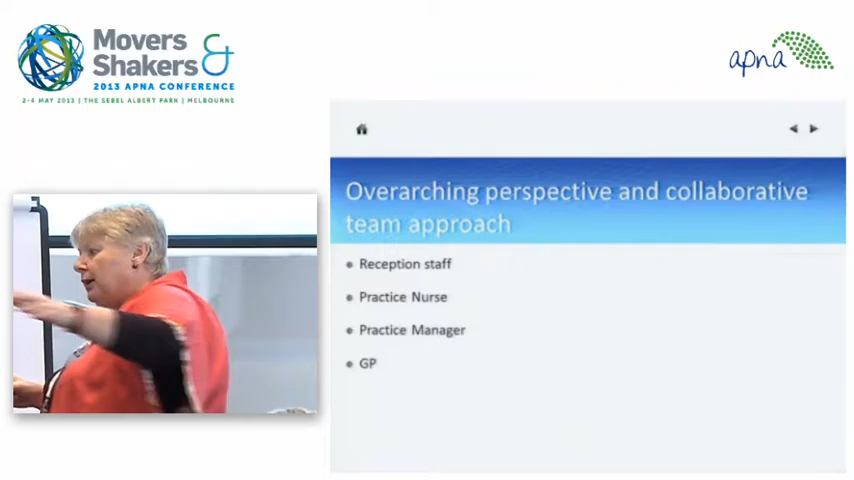 Movers
Shakers &
2013 APNA CONFERENCE
2-4 MAY 2013 | THE SEBEL ALBERT PARK | MELBOURNE
apna
Overarching perspective and collaborative
team approach
Reception staff
Practice Nurse
Practice Manager
GP